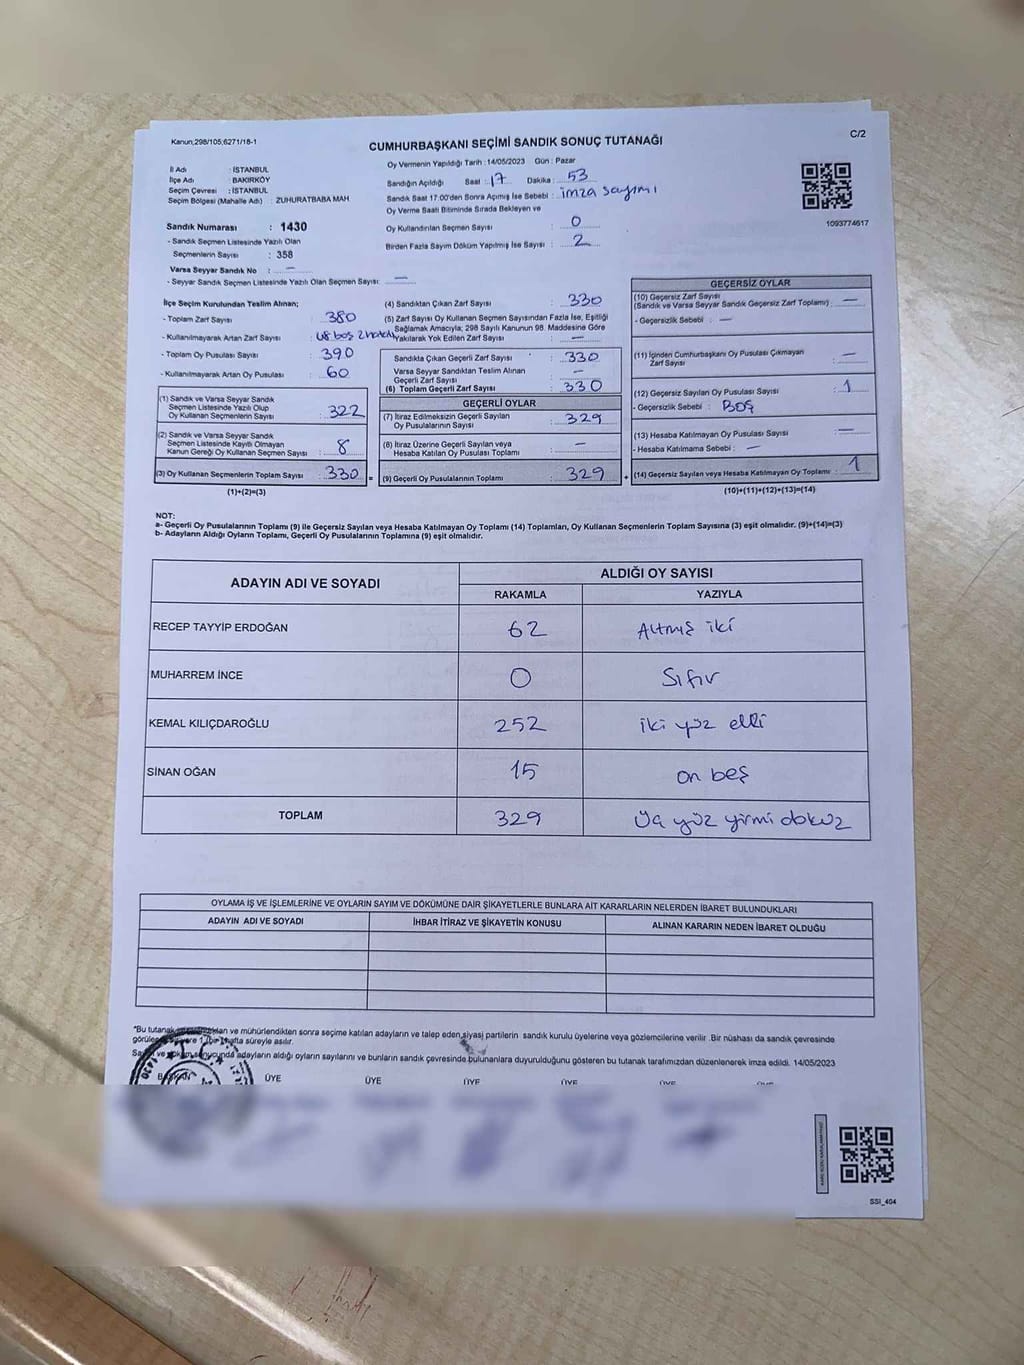 Kanun;298/105;6271/18-1
C/2
CUMHURBAŞKANI SEÇİMİ SANDIK SONUÇ TUTANAĞI
İl Adı : İSTANBUL
İlçe Adı : BAKIRKÖY
Seçim Çevresi : İSTANBUL
Seçim Bölgesi (Mahalle Adı) : ZUHURATBABA MAH
Sandık Numarası : 1430
- Sandık Seçmen Listesinde Yazılı Olan
Seçmenlerin Sayısı : 358
Varsa Seyyar Sandık No : —
- Seyyar Sandık Seçmen Listesinde Yazılı Olan Seçmen Sayısı: —
Oy Vermenin Yapıldığı Tarih : 14/05/2023 Gün : Pazar
Sandığın Açıldığı Saat : 17 Dakika : 53
Sandık Saat 17:00'den Sonra Açılmış İse Sebebi : imza sayımı
Oy Verme Saati Bitiminde Sırada Bekleyen ve
Oy Kullandırılan Seçmen Sayısı : 0
Birden Fazla Sayım Döküm Yapılmış İse Sayısı : 2
1093774617
İlçe Seçim Kurulundan Teslim Alınan;
- Toplam Zarf Sayısı : 380
- Kullanılmayarak Artan Zarf Sayısı : 48 boş 2 hatalı
- Toplam Oy Pusulası Sayısı : 390
- Kullanılmayarak Artan Oy Pusulası : 60
(1) Sandık ve Varsa Seyyar Sandık
Seçmen Listesinde Yazılı Olup
Oy Kullanan Seçmenlerin Sayısı : 322
(2) Sandık ve Varsa Seyyar Sandık
Seçmen Listesinde Kayıtlı Olmayan
Kanun Gereği Oy Kullanan Seçmen Sayısı : 8
(3) Oy Kullanan Seçmenlerin Toplam Sayısı : 330
(1)+(2)=(3)
(4) Sandıktan Çıkan Zarf Sayısı : 330
(5) Zarf Sayısı Oy Kullanan Seçmen Sayısından Fazla İse, Eşitliği
Sağlamak Amacıyla; 298 Sayılı Kanunun 98. Maddesine Göre
Yakılarak Yok Edilen Zarf Sayısı : —
Sandıkta Çıkan Geçerli Zarf Sayısı : 330
Varsa Seyyar Sandıktan Teslim Alınan
Geçerli Zarf Sayısı : —
(6) Toplam Geçerli Zarf Sayısı : 330
GEÇERLİ OYLAR
(7) İtiraz Edilmeksizin Geçerli Sayılan
Oy Pusulalarının Sayısı : 329
(8) İtiraz Üzerine Geçerli Sayılan veya
Hesaba Katılan Oy Pusulası Toplamı : —
= (9) Geçerli Oy Pusulalarının Toplamı : 329 +
GEÇERSİZ OYLAR
(10) Geçersiz Zarf Sayısı
(Sandık ve Varsa Seyyar Sandık Geçersiz Zarf Toplamı) : —
- Geçersizlik Sebebi : —
(11) İçinden Cumhurbaşkanı Oy Pusulası Çıkmayan
Zarf Sayısı : —
(12) Geçersiz Sayılan Oy Pusulası Sayısı : 1
- Geçersizlik Sebebi : BOŞ
(13) Hesaba Katılmayan Oy Pusulası Sayısı : —
- Hesaba Katılmama Sebebi : —
(14) Geçersiz Sayılan veya Hesaba Katılmayan Oy Toplamı : 1
(10)+(11)+(12)+(13)=(14)
NOT:
a- Geçerli Oy Pusulalarının Toplamı (9) ile Geçersiz Sayılan veya Hesaba Katılmayan Oy Toplamı (14) Toplamları, Oy Kullanan Seçmenlerin Toplam Sayısına (3) eşit olmalıdır. (9)+(14)=(3)
b- Adayların Aldığı Oyların Toplamı, Geçerli Oy Pusulalarının Toplamına (9) eşit olmalıdır.
ADAYIN ADI VE SOYADI ALDIĞI OY SAYISI
RAKAMLA YAZIYLA
RECEP TAYYİP ERDOĞAN 62 Altmış iki
MUHARREM İNCE 0 Sıfır
KEMAL KILIÇDAROĞLU 252 iki yüz elli
SİNAN OĞAN 15 on beş
TOPLAM 329 Üç yüz yirmi dokuz
OYLAMA İŞ VE İŞLEMLERİNE VE OYLARIN SAYIM VE DÖKÜMÜNE DAİR ŞİKAYETLERLE BUNLARA AİT KARARLARIN NELERDEN İBARET BULUNDUKLARI
ADAYIN ADI VE SOYADI İHBAR İTİRAZ VE ŞİKAYETİN KONUSU ALINAN KARARIN NEDEN İBARET OLDUĞU
*Bu tutanak ve mühürlendikten sonra seçime katılan adayların ve talep eden siyasi partilerin sandık kurulu üyelerine veya gözlemcilerine verilir. Bir nüshası da sandık çevresinde
hafta süreyle asılır.
adayların aldığı oyların sayılarını ve bunların sandık çevresinde bulunanlara duyurulduğunu gösteren bu tutanak tarafımızdan düzenlenerek imza edildi. 14/05/2023
BAŞKAN ÜYE ÜYE ÜYE ÜYE ÜYE ÜYE
SSI_404